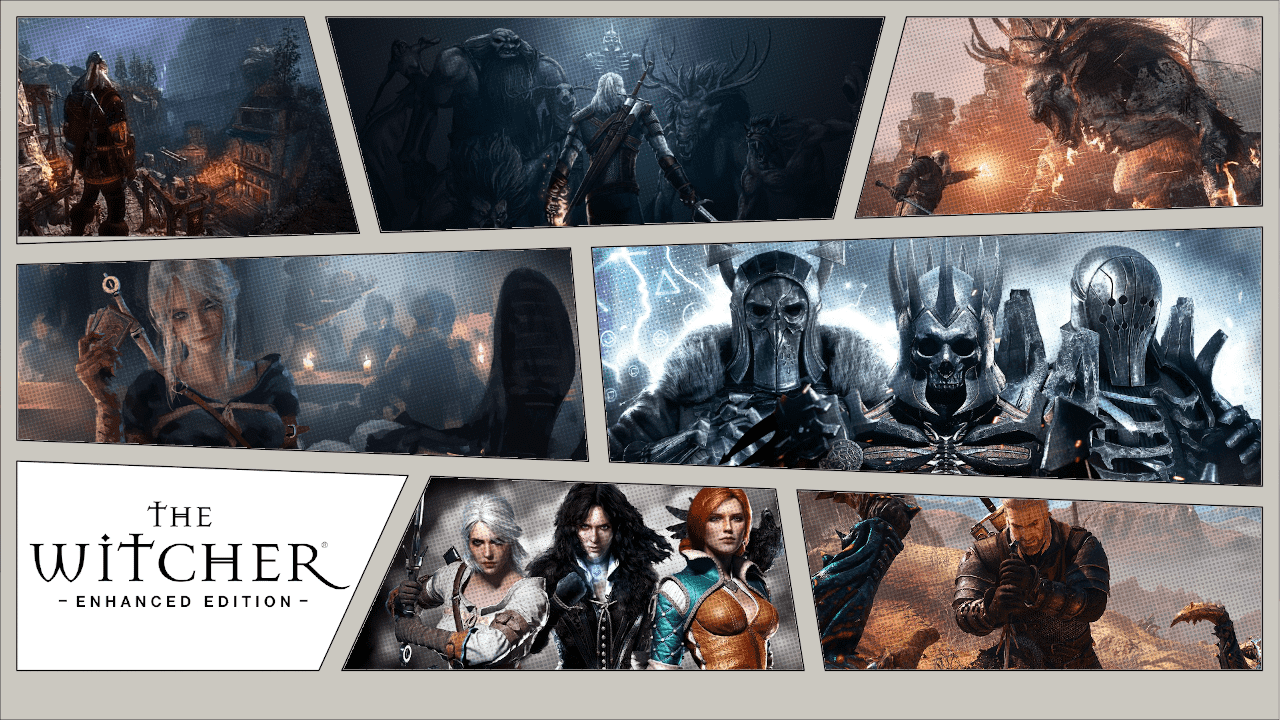 THE
WITCHER®
– ENHANCED EDITION –